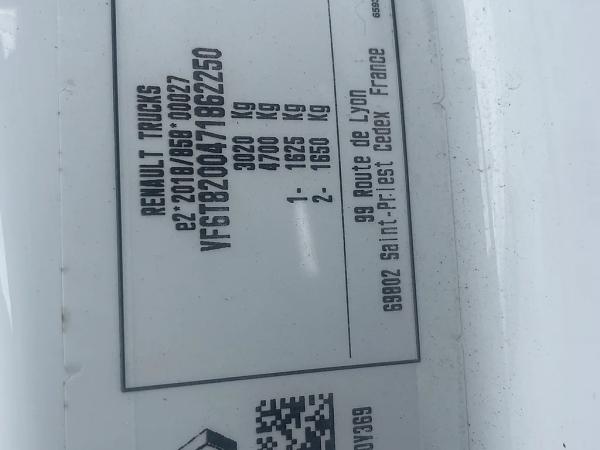 RENAULT TRUCKS
e2*2018/858*00027
VF6T8200471862250
3020 Kg
4700 Kg
1- 1625 Kg
2- 1650 Kg
99 Route de Lyon
69802 Saint-Priest Cedex France